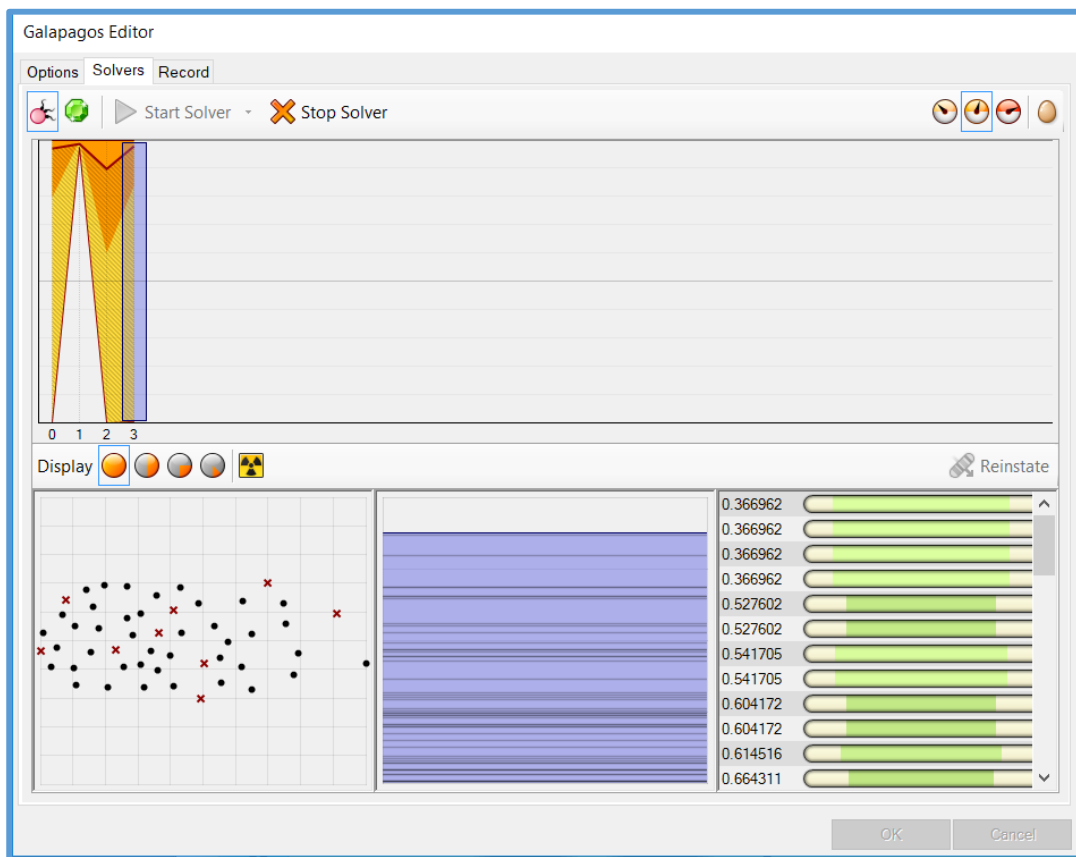 Galapagos Editor
Options Solvers Record
Start Solver Stop Solver
0 1 2 3
Display Reinstate
0.366962
0.366962
0.366962
0.366962
0.527602
0.527602
0.541705
0.541705
0.604172
0.604172
0.614516
0.664311
OK Cancel